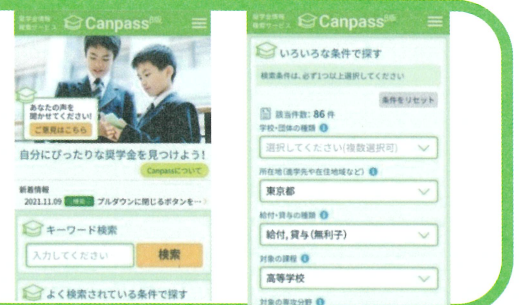 奨学金情報
検索サービス
Canpass β版
あなたの声を
聞かせてください!
ご意見はこちら
自分にぴったりな奨学金を見つけよう!
Canpassについて
新着情報
2021.11.09
プルダウンに閉じるボタンを…
キーワード検索
入力してください
検索
よく検索されている条件で探す
奨学金情報
検索サービス
Canpass β版
いろいろな条件で探す
検索条件は、必ず1つ以上選択してください
条件をリセット
該当件数: 86 件
学校・団体の種類
選択してください(複数選択可)
所在地(進学先や在住地域など)
東京都
給付・貸与の種類
給付, 貸与(無利子)
対象の課程
高等学校
対象の専攻分野